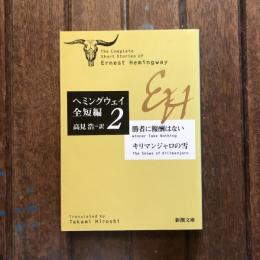 The Complete
Short Stories of
Ernest Hemingway
ヘミングウェイ
全短編 2
高見 浩=訳
EH
勝者に報酬はない
Winner Take Nothing
キリマンジャロの雪
The Snows of Kilimanjaro
Translated by
Takami Hiroshi
新潮文庫